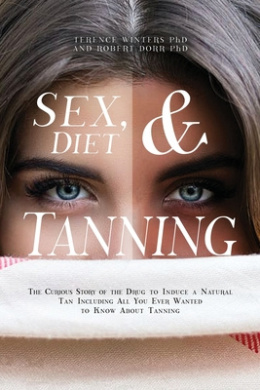 TERENCE WINTERS PHD
AND ROBERT DORR PHD
SEX, &
DIET
TANNING
THE CURIOUS STORY OF THE DRUG TO INDUCE A NATURAL
TAN INCLUDING ALL YOU EVER WANTED
TO KNOW ABOUT TANNING